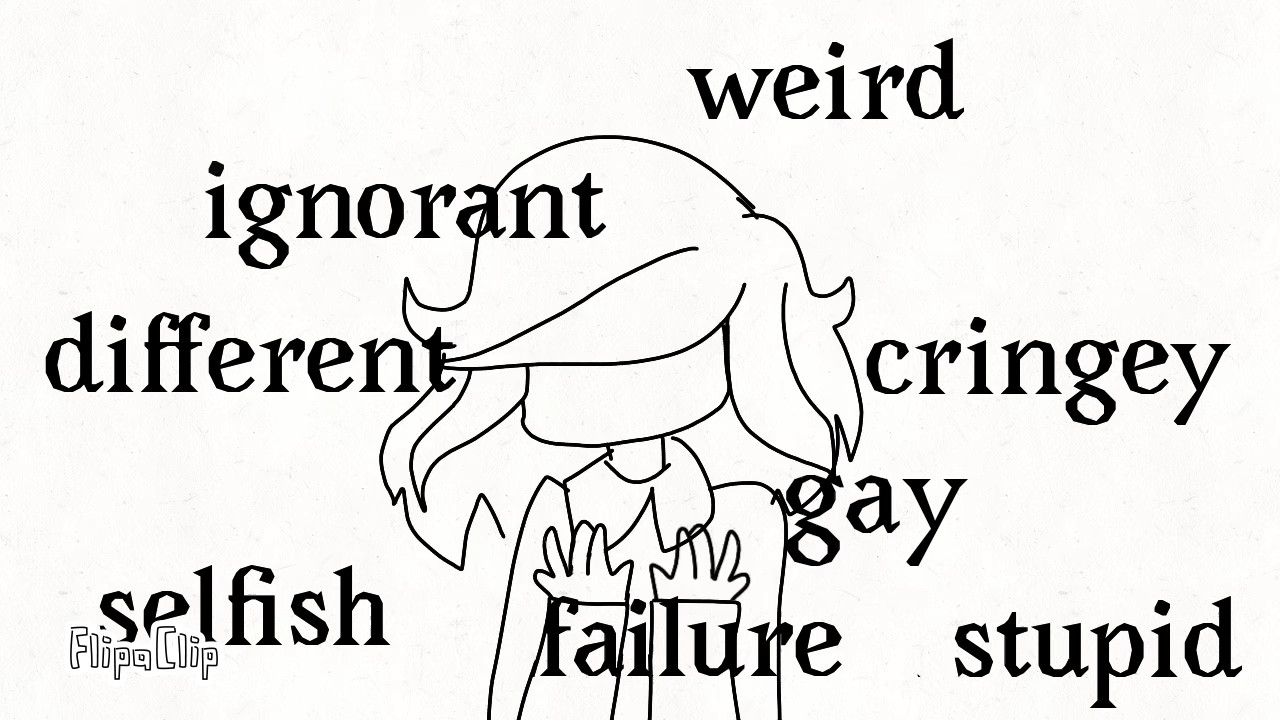 weird
ignorant
different
cringey
gay
selfish
failure
stupid
FlipaClip